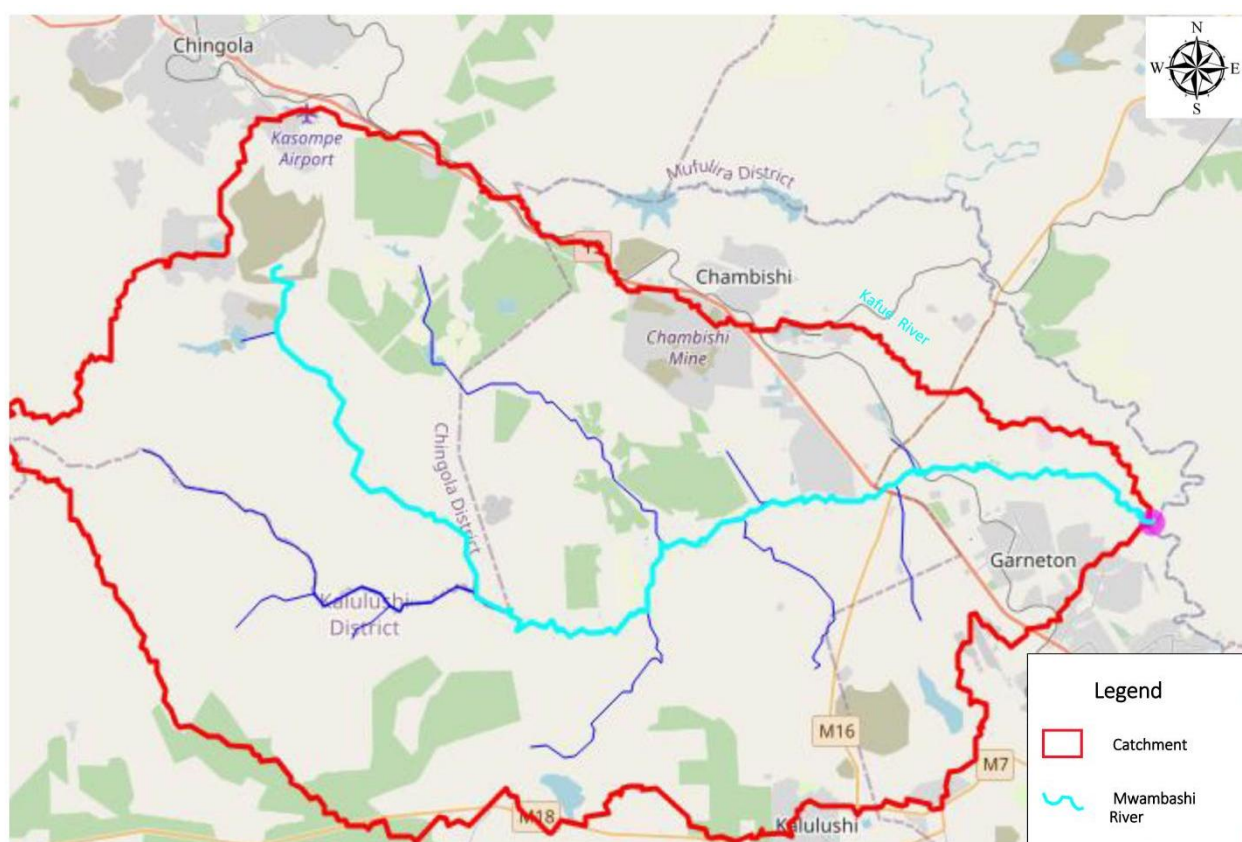 Chingola
N
W
E
S
Kasompe
Airport
Mufulira District
Chambishi
Kafue River
Chambishi
Mine
Chingola District
Garneton
Kalulushi
District
Legend
M16
Catchment
M7
Mwambashi
River
M18
Kalulushi